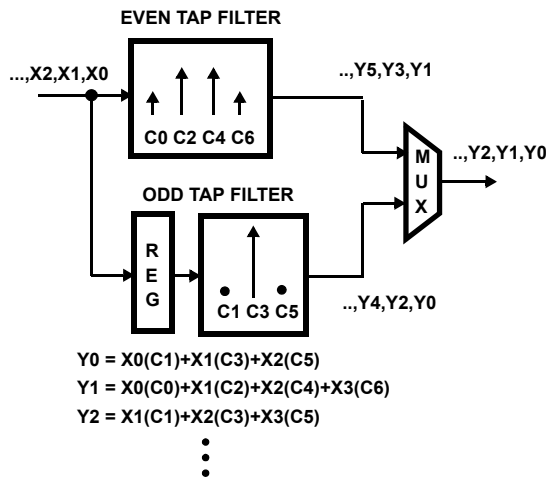 EVEN TAP FILTER
...,X2,X1,X0
..,Y5,Y3,Y1
C0 C2 C4 C6
MUX
..,Y2,Y1,Y0
ODD TAP FILTER
REG
C1 C3 C5
..,Y4,Y2,Y0
Y0 = X0(C1)+X1(C3)+X2(C5)
Y1 = X0(C0)+X1(C2)+X2(C4)+X3(C6)
Y2 = X1(C1)+X2(C3)+X3(C5)